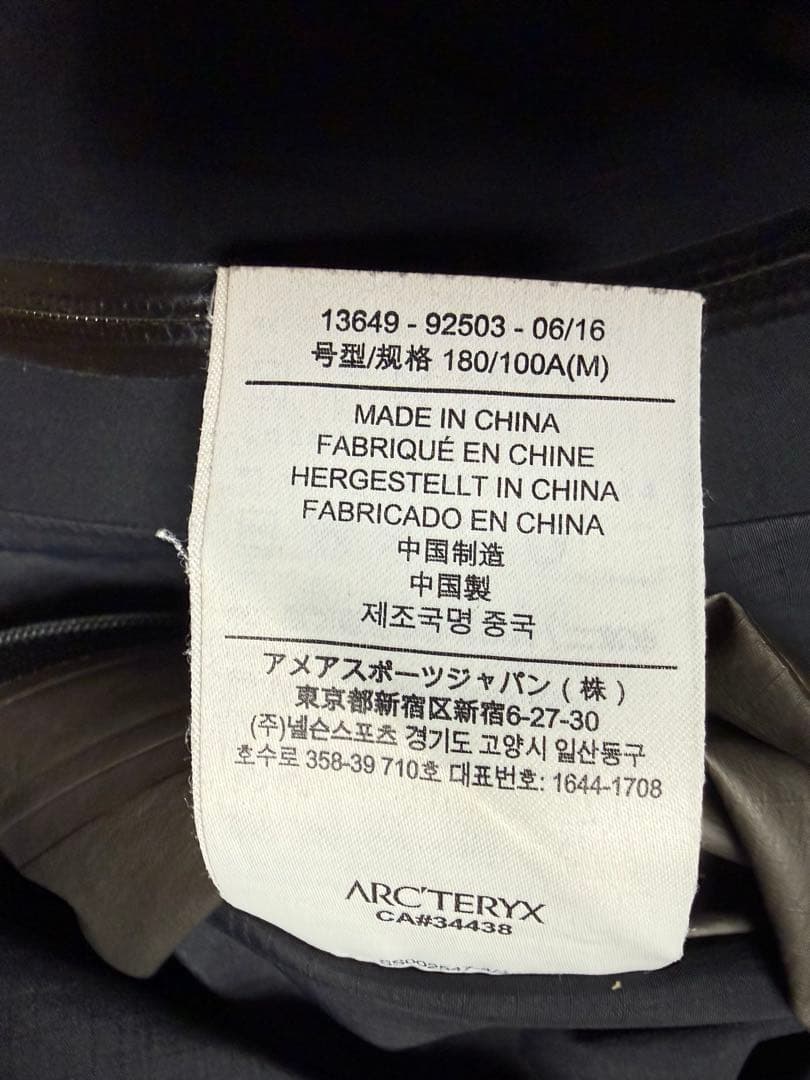 13649 - 92503 - 06/16
号型/规格 180/100A(M)
MADE IN CHINA
FABRIQUÉ EN CHINE
HERGESTELLT IN CHINA
FABRICADO EN CHINA
中国制造
中国製
제조국명 중국
アメアスポーツジャパン ( 株 )
東京都新宿区新宿6-27-30
(주)넬슨스포츠 경기도 고양시 일산동구
호수로 358-39 710호 대표번호: 1644-1708
ARC'TERYX
CA#34438